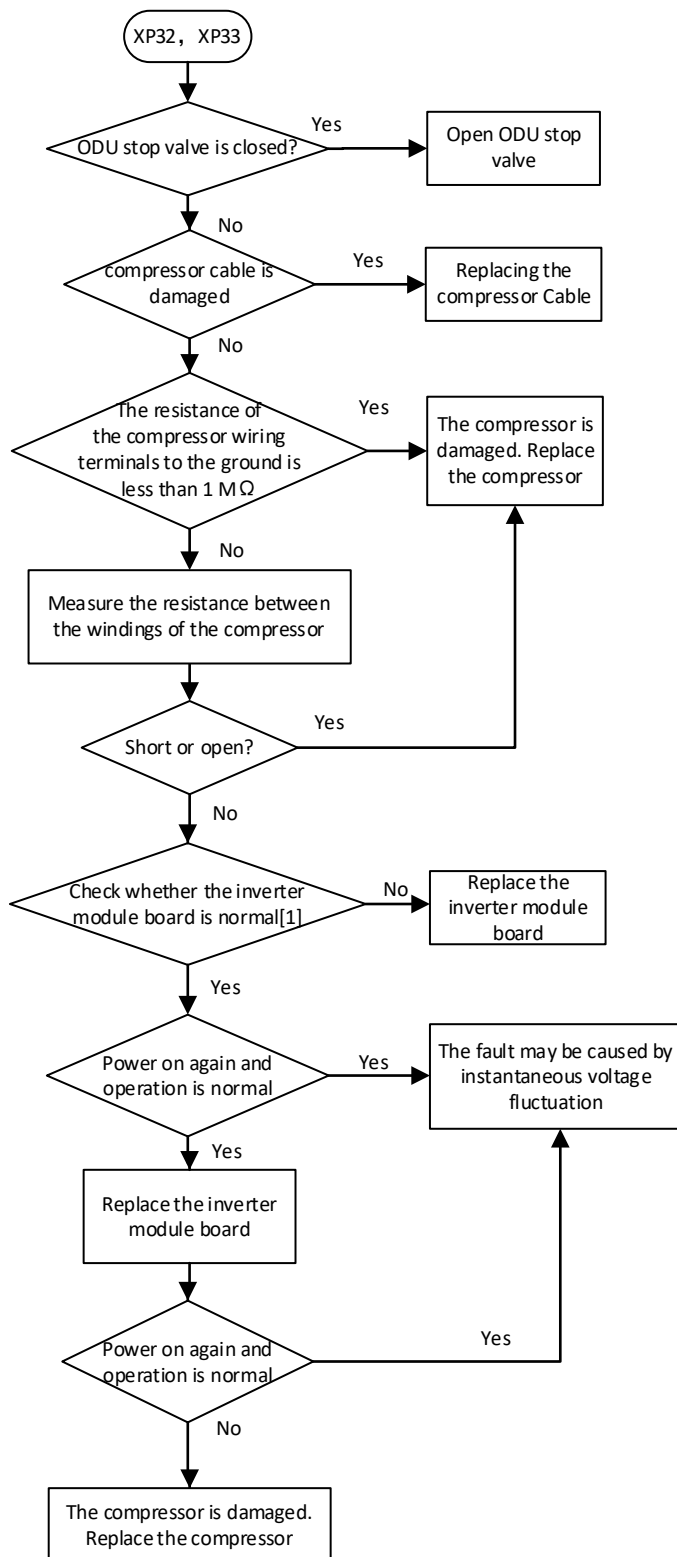 XP32, XP33
Yes
ODU stop valve is closed?
Open ODU stop
valve
No
compressor cable is
damaged
Yes
Replacing the
compressor Cable
No
The resistance of
the compressor wiring
terminals to the ground is
less than 1 MΩ
Yes
The compressor is
damaged. Replace
the compressor
No
Measure the resistance between
the windings of the compressor
Yes
Short or open?
No
Check whether the inverter
module board is normal[1]
No
Replace the
inverter module
board
Yes
Power on again and
operation is normal
Yes
The fault may be caused by
instantaneous voltage
fluctuation
Yes
Replace the inverter
module board
Power on again and
operation is normal
Yes
No
The compressor is damaged.
Replace the compressor